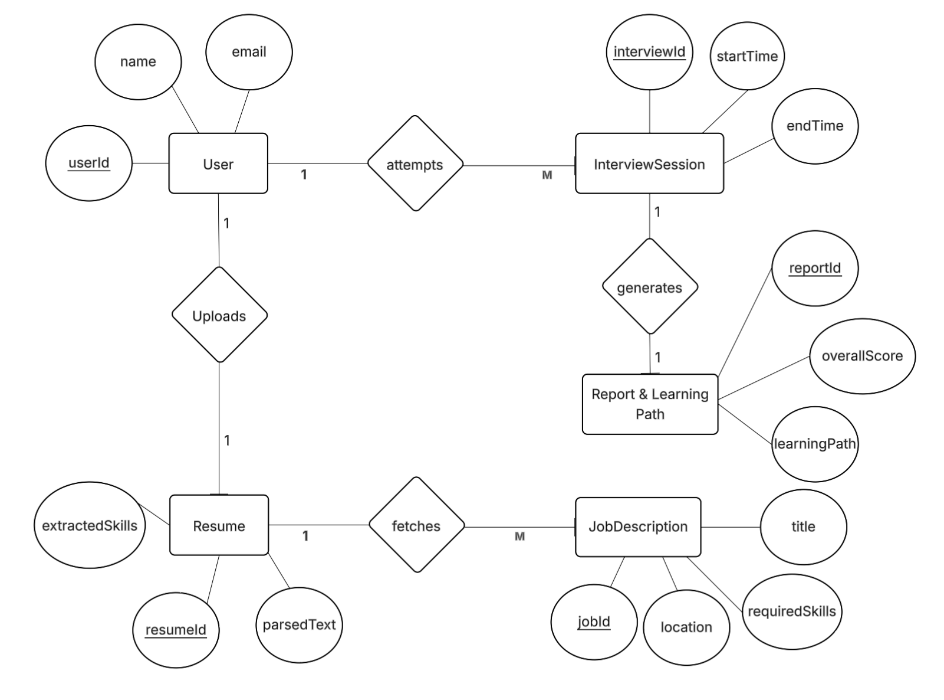 name
email
interviewId
startTime
endTime
userId
User
1
attempts
M
InterviewSession
1
1
Uploads
generates
reportId
1
overallScore
Report & Learning
Path
1
learningPath
extractedSkills
Resume
1
fetches
M
JobDescription
title
resumeId
parsedText
jobId
location
requiredSkills